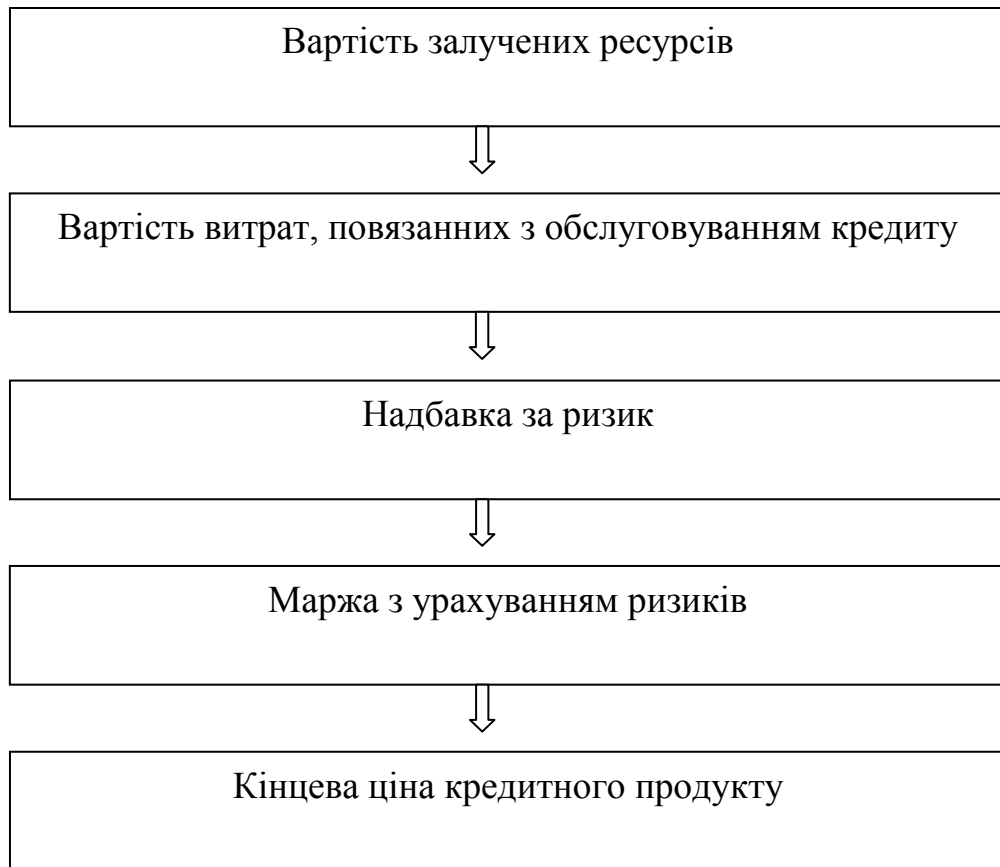 Вартість залучених ресурсів
Вартість витрат, повязанних з обслуговуванням кредиту
Надбавка за ризик
Маржа з урахуванням ризиків
Кінцева ціна кредитного продукту